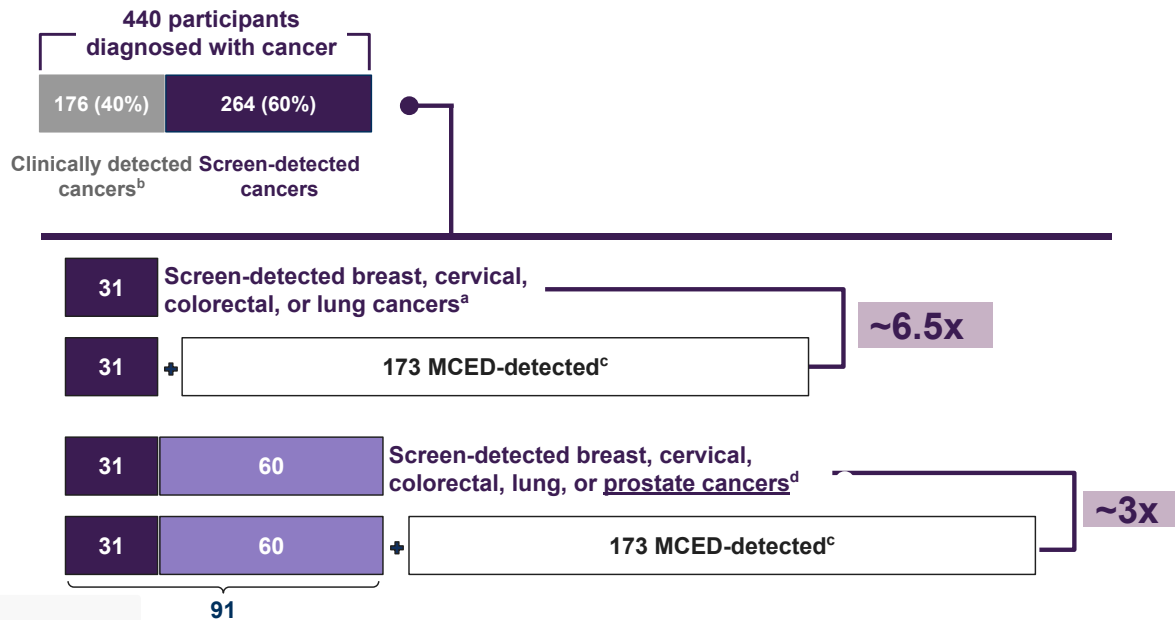 440 participants
diagnosed with cancer
176 (40%) 264 (60%)
Clinically detected
cancersᵇ
Screen-detected
cancers
31
Screen-detected breast, cervical,
colorectal, or lung cancersᵃ
~6.5x
31 + 173 MCED-detectedᶜ
31 60
Screen-detected breast, cervical,
colorectal, lung, or prostate cancersᵈ
~3x
31 60 + 173 MCED-detectedᶜ
91